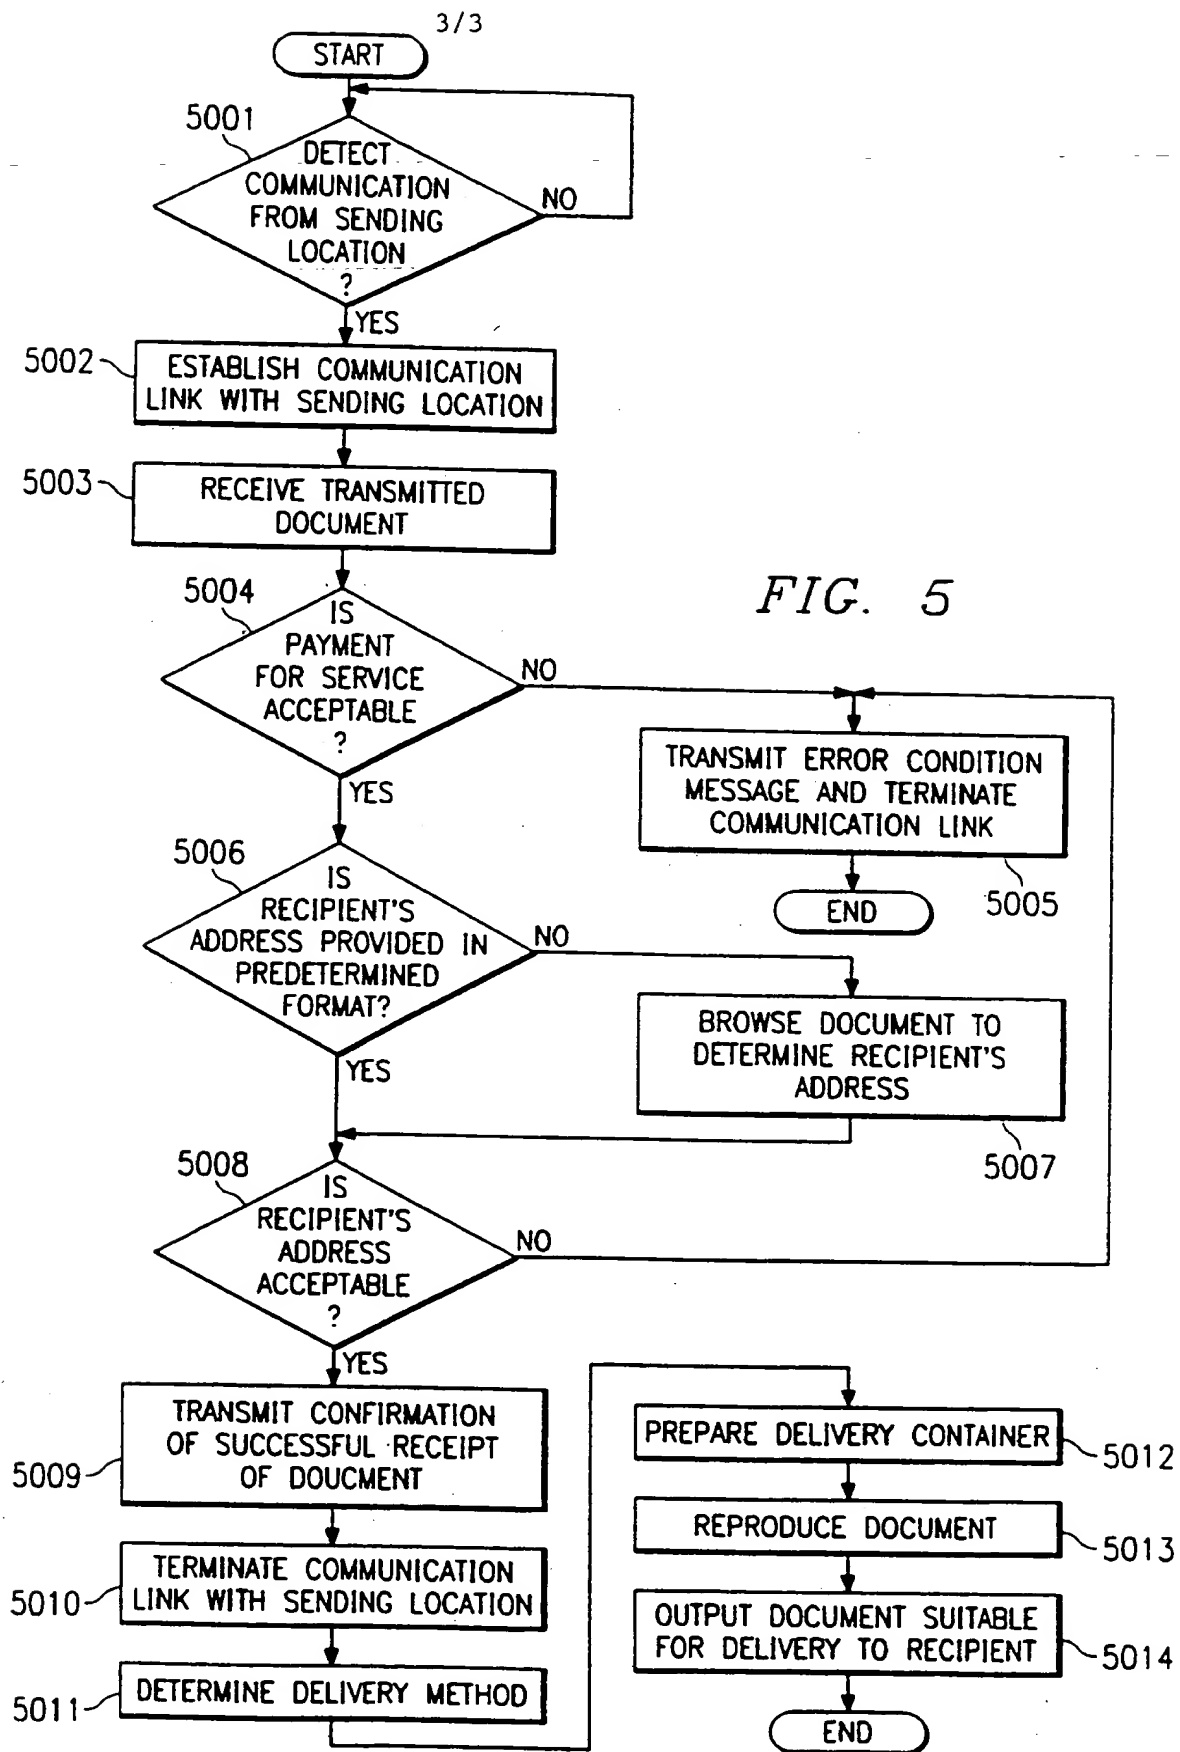 3/3
START
5001
DETECT
COMMUNICATION
FROM SENDING
LOCATION
?
NO
YES
5002
ESTABLISH COMMUNICATION
LINK WITH SENDING LOCATION
5003
RECEIVE TRANSMITTED
DOCUMENT
FIG. 5
5004
IS
PAYMENT
FOR SERVICE
ACCEPTABLE
?
NO
YES
TRANSMIT ERROR CONDITION
MESSAGE AND TERMINATE
COMMUNICATION LINK
5005
END
5006
IS
RECIPIENT'S
ADDRESS PROVIDED IN
PREDETERMINED
FORMAT?
NO
YES
BROWSE DOCUMENT TO
DETERMINE RECIPIENT'S
ADDRESS
5007
5008
IS
RECIPIENT'S
ADDRESS
ACCEPTABLE
?
NO
YES
TRANSMIT CONFIRMATION
OF SUCCESSFUL RECEIPT
OF DOUCMENT
5009
TERMINATE COMMUNICATION
LINK WITH SENDING LOCATION
5010
DETERMINE DELIVERY METHOD
5011
PREPARE DELIVERY CONTAINER
5012
REPRODUCE DOCUMENT
5013
OUTPUT DOCUMENT SUITABLE
FOR DELIVERY TO RECIPIENT
5014
END